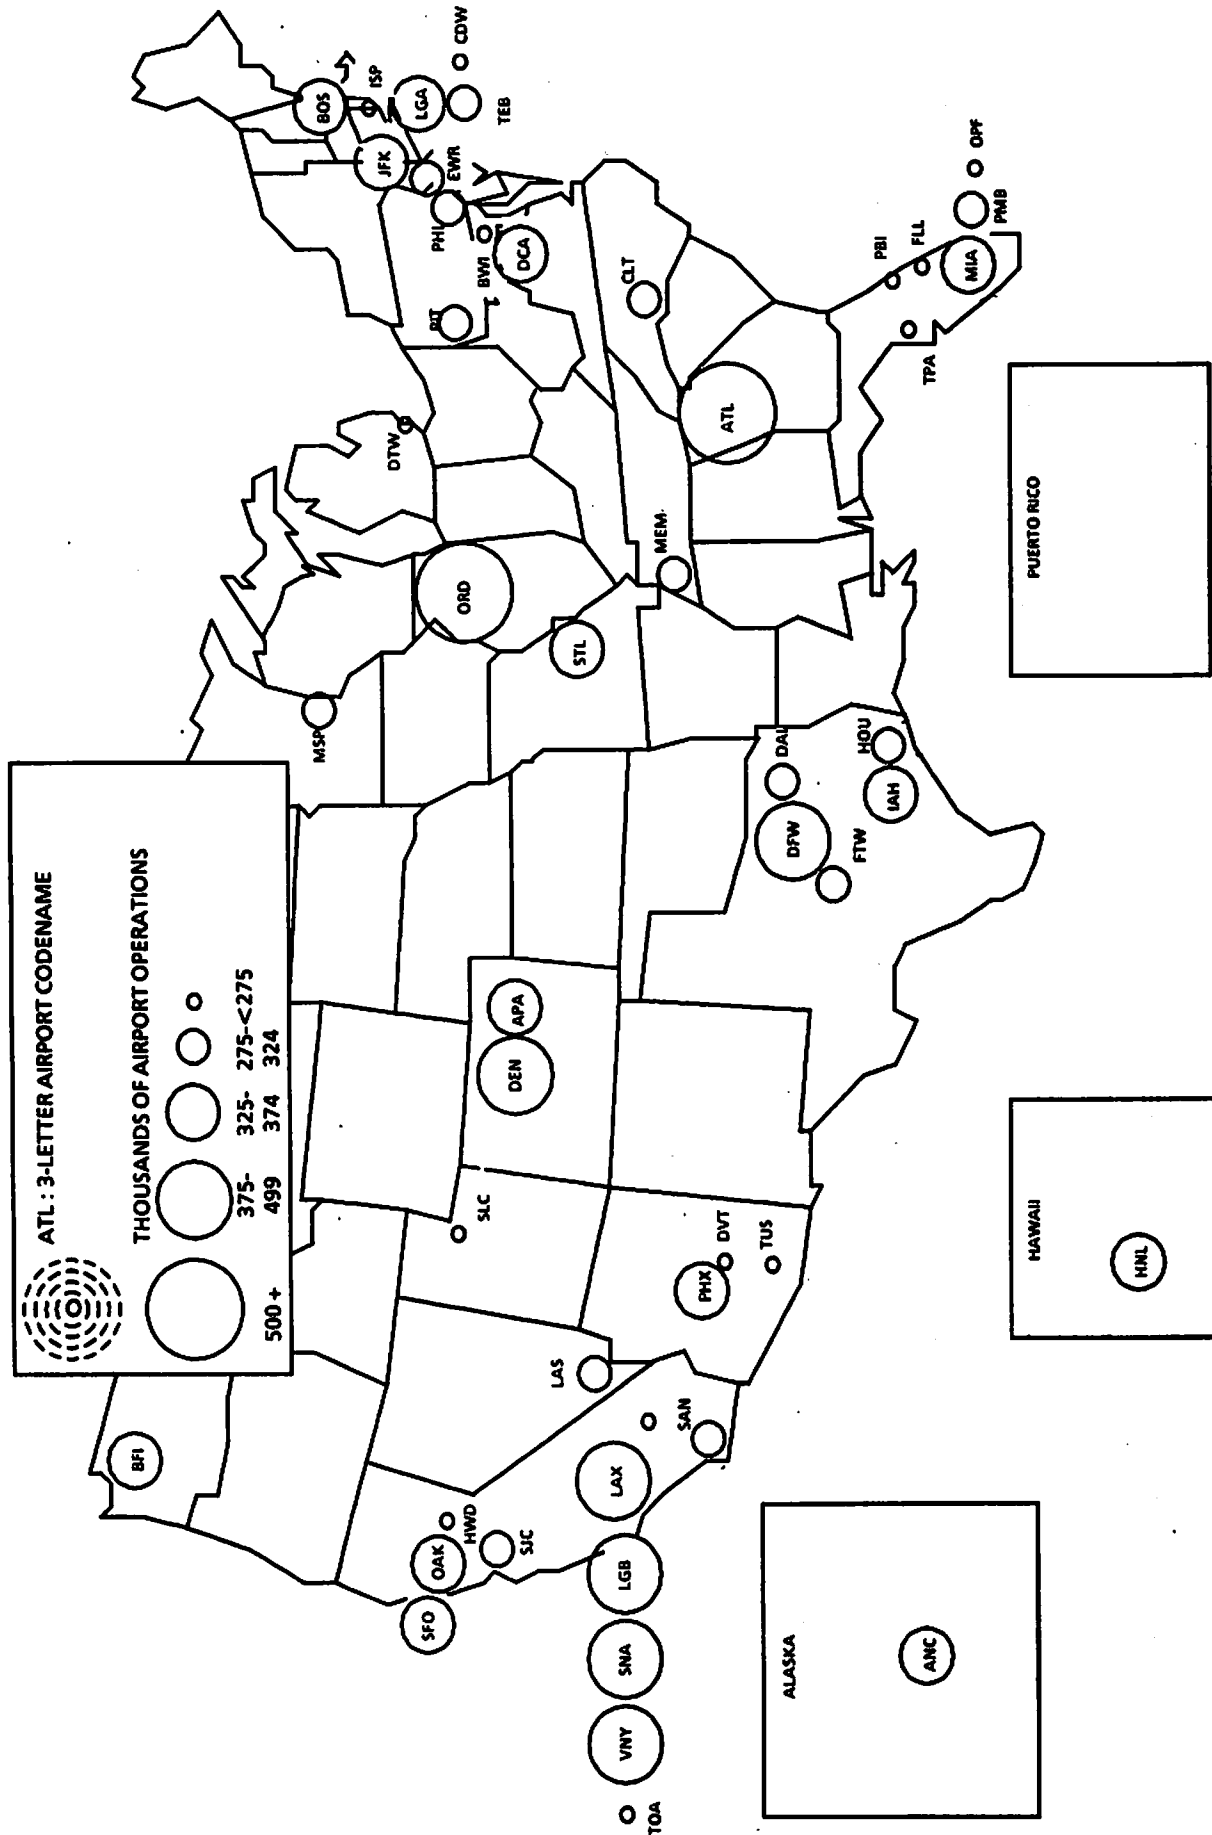 ATL : 3-LETTER AIRPORT CODENAME
THOUSANDS OF AIRPORT OPERATIONS
500 + 375- 325- 275-<275
499 374 324
BFI
MSP
BOS
ISP
CDW
LGA
TEB
JFK
EWR
PHL
BWI
DCA
PIT
DTW
ORD
STL
MEM
CLT
ATL
OPF
PMB
FLL
PBI
MIA
TPA
SLC
DEN
APA
DAL
DFW
FTW
HOU
IAH
LAS
PHX
DVT
TUS
SAN
LAX
HWD
OAK
SJC
SFO
LGB
SNA
VNY
TOA
ALASKA
ANC
HAWAII
HNL
PUERTO RICO